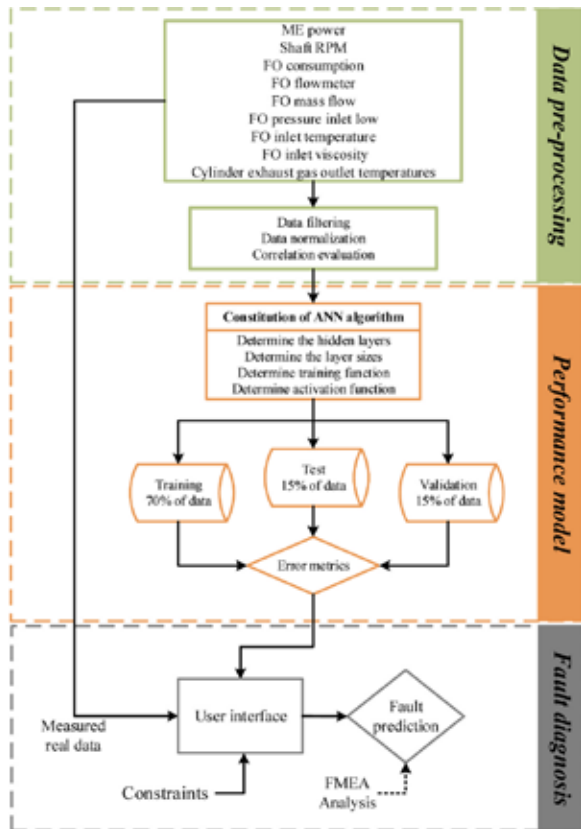 ME power
Shaft RPM
FO consumption
FO flowmeter
FO mass flow
FO pressure inlet low
FO inlet temperature
FO inlet viscosity
Cylinder exhaust gas outlet temperatures
Data filtering
Data normalization
Correlation evaluation
Data pre-processing
Constitution of ANN algorithm
Determine the hidden layers
Determine the layer sizes
Determine training function
Determine activation function
Training
70% of data
Test
15% of data
Validation
15% of data
Error metrics
Performance model
User interface
Fault
prediction
Measured
real data
Constraints
FMEA
Analysis
Fault diagnosis